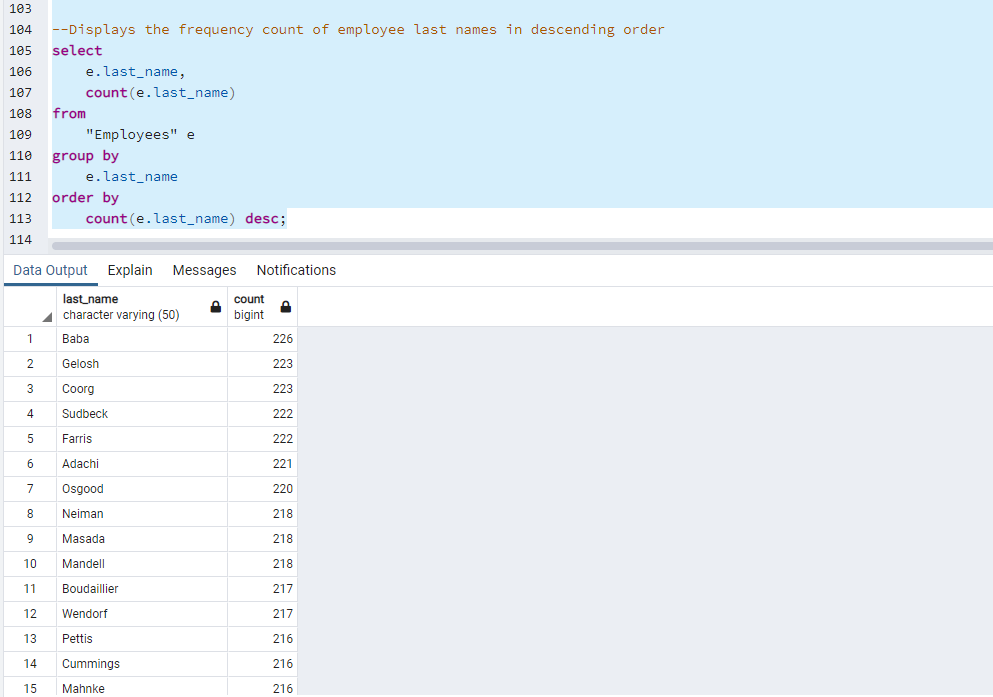 103
104 --Displays the frequency count of employee last names in descending order
105 select
106     e.last_name,
107     count(e.last_name)
108 from
109     "Employees" e
110 group by
111     e.last_name
112 order by
113     count(e.last_name) desc;
114
Data Output Explain Messages Notifications
last_name count
character varying (50) bigint
1 Baba 226
2 Gelosh 223
3 Coorg 223
4 Sudbeck 222
5 Farris 222
6 Adachi 221
7 Osgood 220
8 Neiman 218
9 Masada 218
10 Mandell 218
11 Boudaillier 217
12 Wendorf 217
13 Pettis 216
14 Cummings 216
15 Mahnke 216